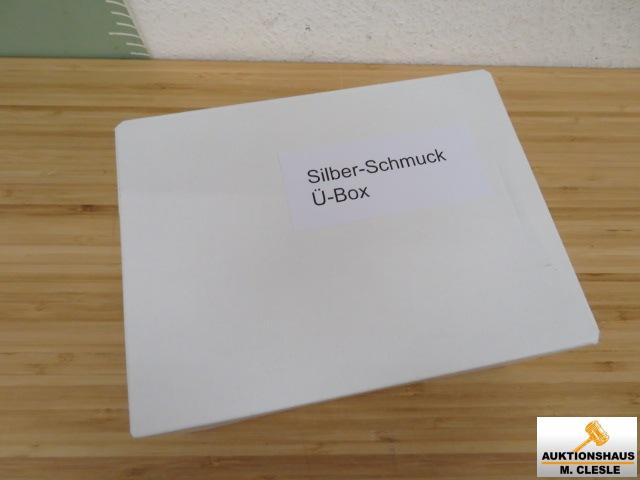 Silber-Schmuck
Ü-Box
AUKTIONSHAUS
M. CLESLE